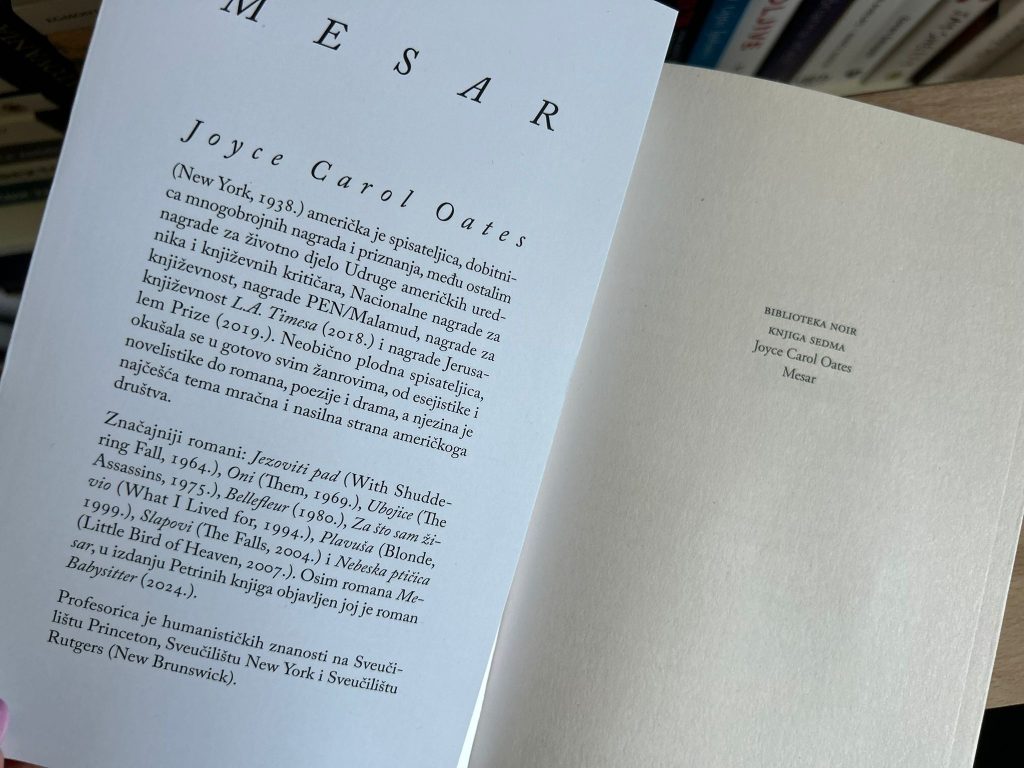 MESAR
Joyce Carol Oates
(New York, 1938.) američka je spisateljica, dobitni-
ca mnogobrojnih nagrada i priznanja, među ostalim
nagrade za životno djelo Udruge američkih ured-
nika i književnih kritičara, Nacionalne nagrade za
književnost, nagrade PEN/Malamud, nagrade za
književnost L.A. Timesa (2018.) i nagrade Jerusa-
lem Prize (2019.). Neobično plodna spisateljica,
okušala se u gotovo svim žanrovima, od esejistike i
novelistike do romana, poezije i drama, a njezina je
najčešća tema mračna i nasilna strana američkoga
društva.
Značajniji romani: Jezoviti pad (With Shudde-
ring Fall, 1964.), Oni (Them, 1969.), Ubojice (The
Assassins, 1975.), Bellefleur (1980.), Za što sam ži-
vio (What I Lived for, 1994.), Plavuša (Blonde,
1999.), Slapovi (The Falls, 2004.) i Nebeska ptičica
(Little Bird of Heaven, 2007.). Osim romana Me-
sar, u izdanju Petrinih knjiga objavljen joj je roman
Babysitter (2024.).
Profesorica je humanističkih znanosti na Sveuči-
lištu Princeton, Sveučilištu New York i Sveučilištu
Rutgers (New Brunswick).
BIBLIOTEKA NOIR
KNJIGA SEDMA
Joyce Carol Oates
Mesar